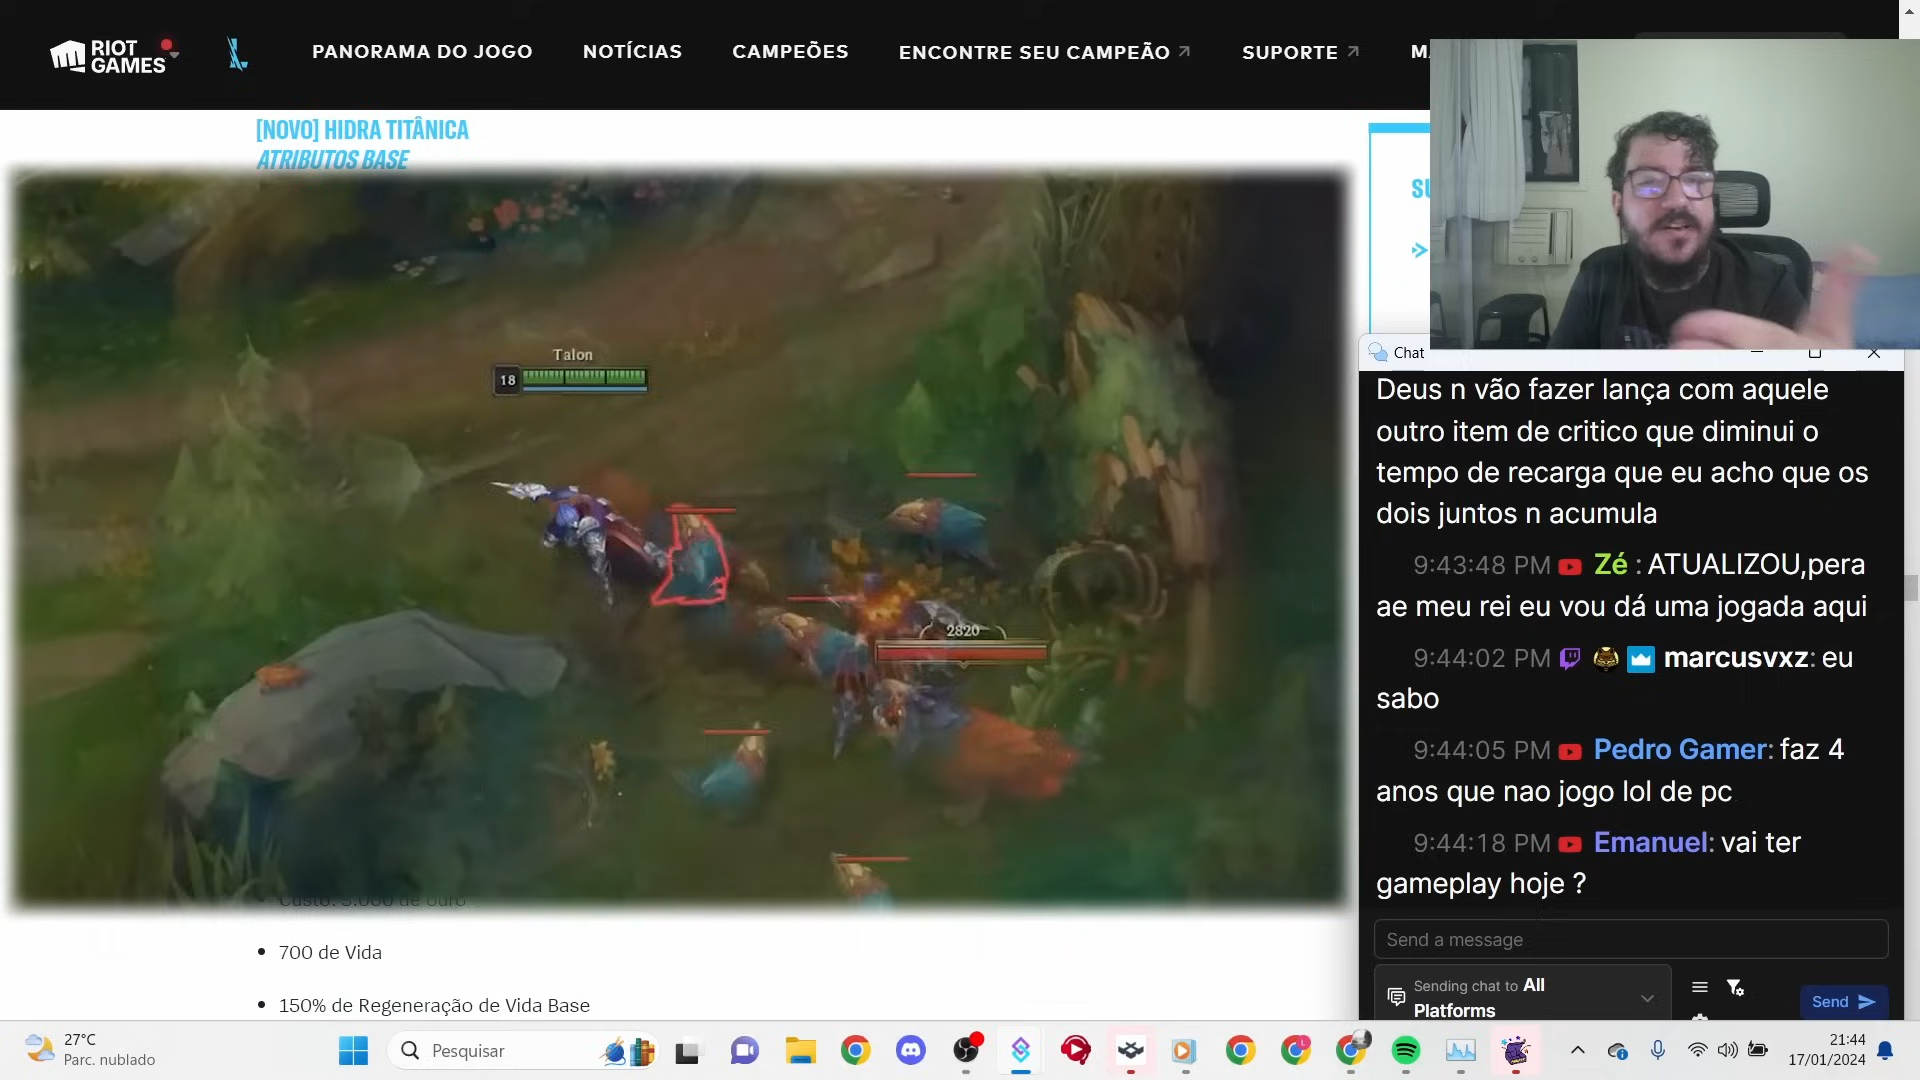 RIOT
GAMES
PANORAMA DO JOGO
NOTÍCIAS
CAMPEÕES
ENCONTRE SEU CAMPEÃO
SUPORTE
[NOVO] HIDRA TITÂNICA
ATRIBUTOS BASE
Talon
18
2820
Custo: 3.000 de ouro
700 de Vida
150% de Regeneração de Vida Base
Chat
Deus n vão fazer lança com aquele
outro item de critico que diminui o
tempo de recarga que eu acho que os
dois juntos n acumula
9:43:48 PM Zé : ATUALIZOU,pera
ae meu rei eu vou dá uma jogada aqui
9:44:02 PM marcusvxz: eu
sabo
9:44:05 PM Pedro Gamer: faz 4
anos que nao jogo lol de pc
9:44:18 PM Emanuel: vai ter
gameplay hoje ?
Send a message
Sending chat to All
Platforms
Send
27°C
Parc. nublado
Pesquisar
21:44
17/01/2024